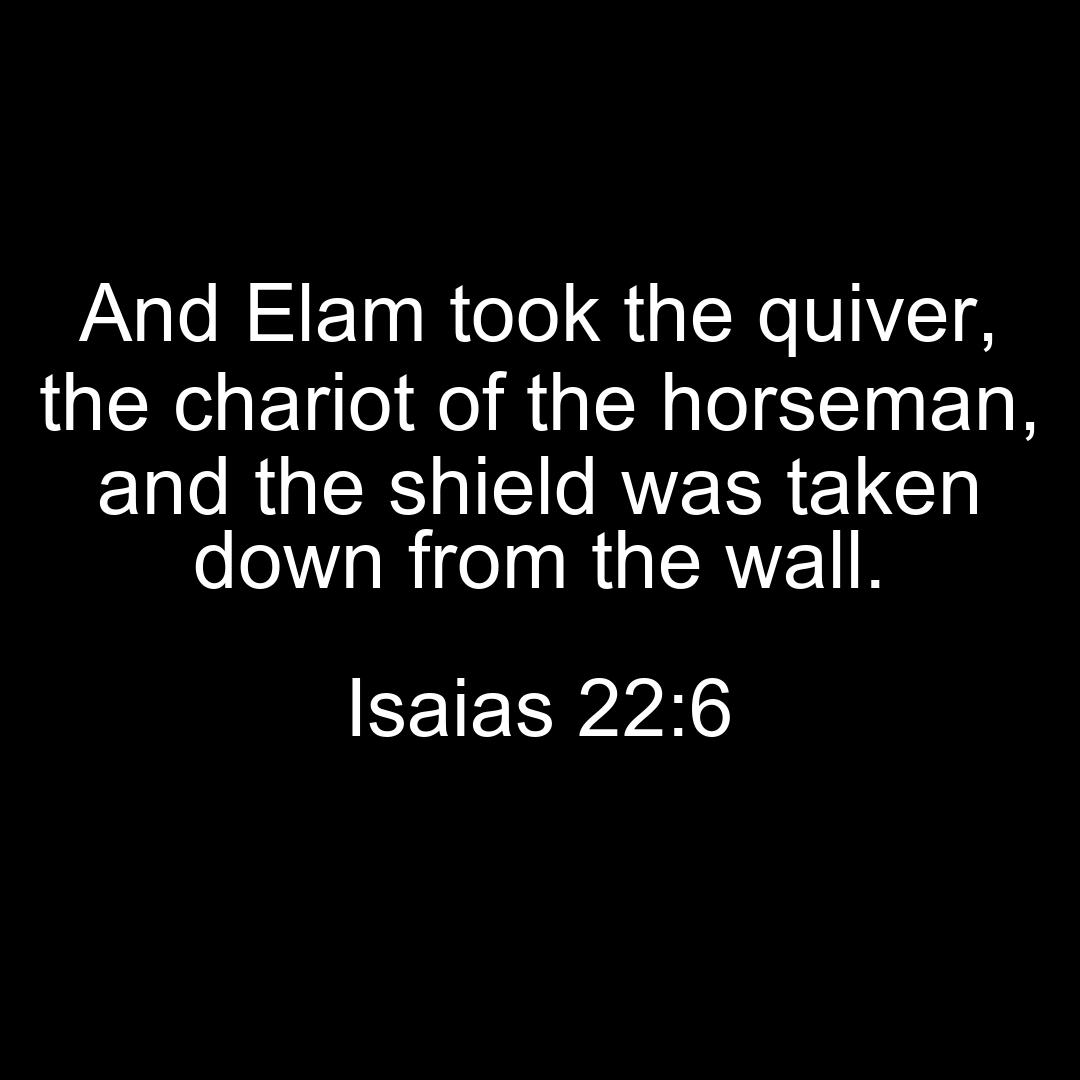 And Elam took the quiver,
the chariot of the horseman,
and the shield was taken
down from the wall.
Isaias 22:6